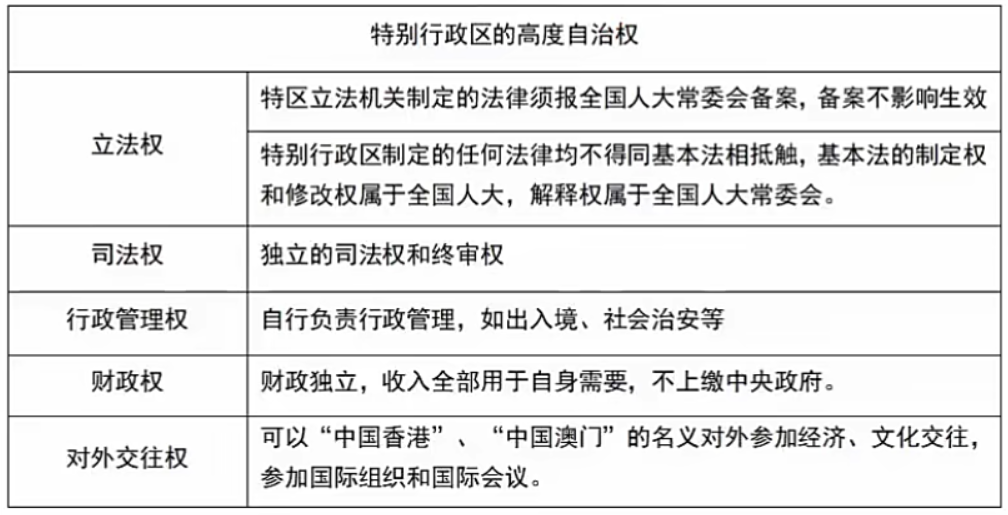 特别行政区的高度自治权
立法权
特区立法机关制定的法律须报全国人大常委会备案，备案不影响生效
特别行政区制定的任何法律均不得同基本法相抵触，基本法的制定权
和修改权属于全国人大，解释权属于全国人大常委会。
司法权
独立的司法权和终审权
行政管理权
自行负责行政管理，如出入境、社会治安等
财政权
财政独立，收入全部用于自身需要，不上缴中央政府。
对外交往权
可以“中国香港”、“中国澳门”的名义对外参加经济、文化交往，
参加国际组织和国际会议。